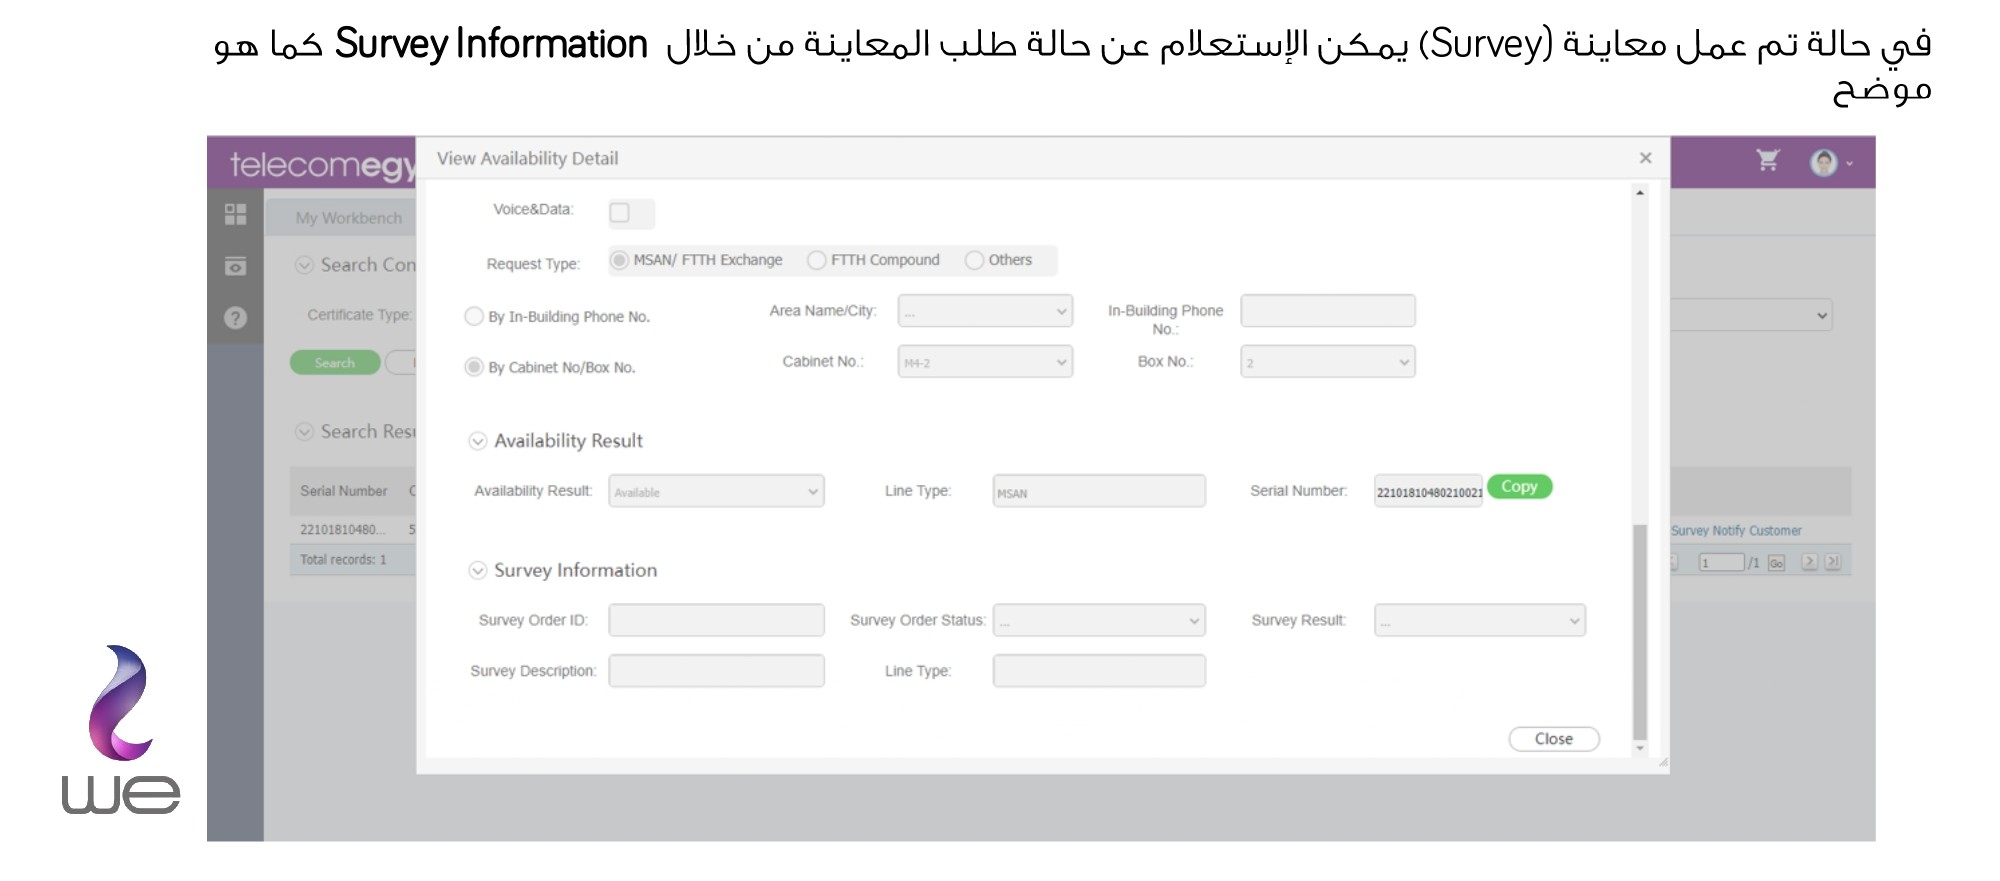 في حالة تم عمل معاينة (Survey) يمكن الإستعلام عن حالة طلب المعاينة من خلال Survey Information كما هو
موضح
telecomegy
View Availability Detail
My Workbench
Voice&Data:
Search Con
Request Type: MSAN/ FTTH Exchange FTTH Compound Others
Certificate Type:
By In-Building Phone No. Area Name/City: ... In-Building Phone No.:
Search
By Cabinet No/Box No. Cabinet No.: M4-2 Box No.: 2
Search Resu
Availability Result
Serial Number
Availability Result: Available Line Type: MSAN Serial Number: 22101810480210021 Copy
22101810480... 5
Survey Notify Customer
Total records: 1
1 /1 Go
Survey Information
Survey Order ID: Survey Order Status: ... Survey Result: ...
Survey Description: Line Type:
Close
we